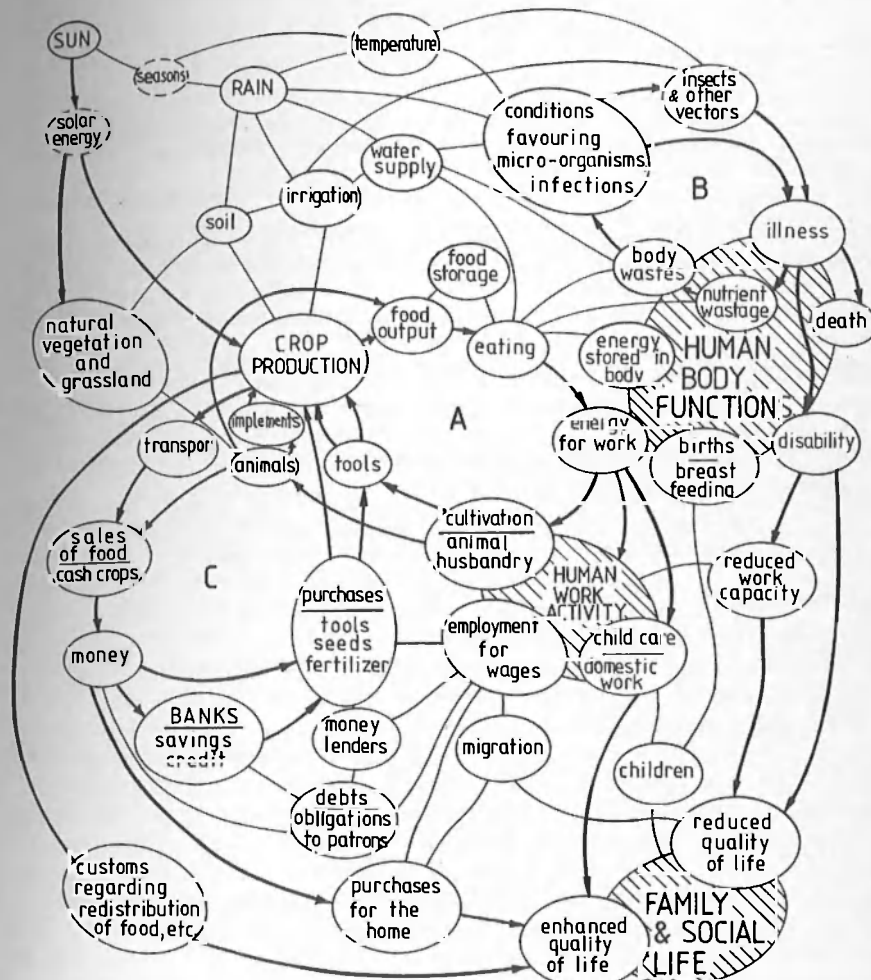 SUN
temperature
seasons
RAIN
insects
& other
vectors
conditions
favouring
micro-organisms,
infections
solar
energy
water
supply
B
irrigation
soil
illness
body
wastes
food
storage
nutrient
wastage
food
output
death
natural
vegetation
and
grassland
CROP
PRODUCTION
eating
energy
stored in
body
HUMAN
BODY
FUNCTIONS
A
implements
energy
for work
births
breast
feeding
disability
transpor
(animals)
tools
cultivation
animal
husbandry
sales
of food
cash crops,
C
HUMAN
WORK
ACTIVITY
reduced
work
capacity
purchases
tools
seeds
fertilizer
employment
for
wages
child care
domestic
work
money
BANKS
savings
credit
money
lenders
migration
children
debts
obligations
to patrons
reduced
quality
of life
customs
regarding
redistribution
of food, etc.
purchases
for the
home
enhanced
quality
of life
FAMILY
& SOCIAL
LIFE